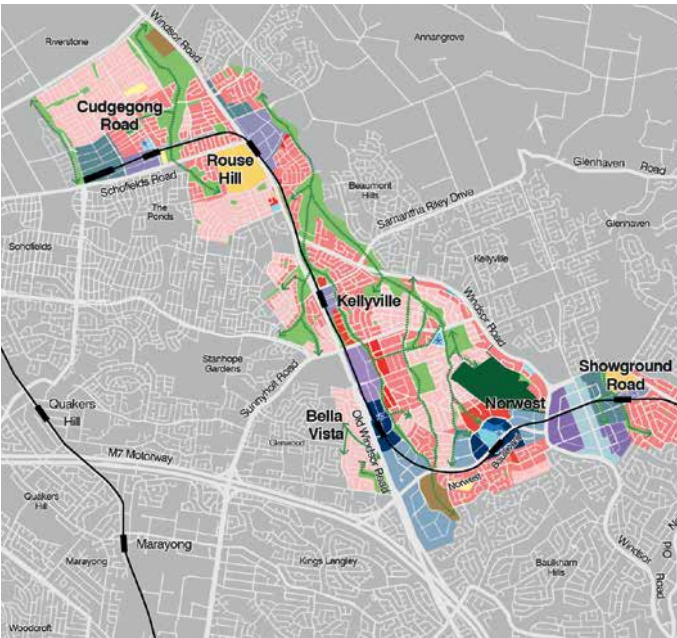 Riverstone
Windsor Road
Annangrove
Cudgegong
Road
Rouse
Hill
Schofields Road
The
Ponds
Beaumont
Hills
Samantha Riley Drive
Glenhaven Road
Glenhaven
Schofields
Kellyville
Kellyville
Windsor Road
Stanhope
Gardens
Sunnyholt Road
Showground
Road
Norwest
Quakers
Hill
Bella
Vista
Old Windsor Road
Glenwood
M7 Motorway
Norwest Boulevard
Quakers
Hill
Marayong
Marayong
Kings Langley
Baulkham
Hills
Windsor
Road
Old
Woodcroft